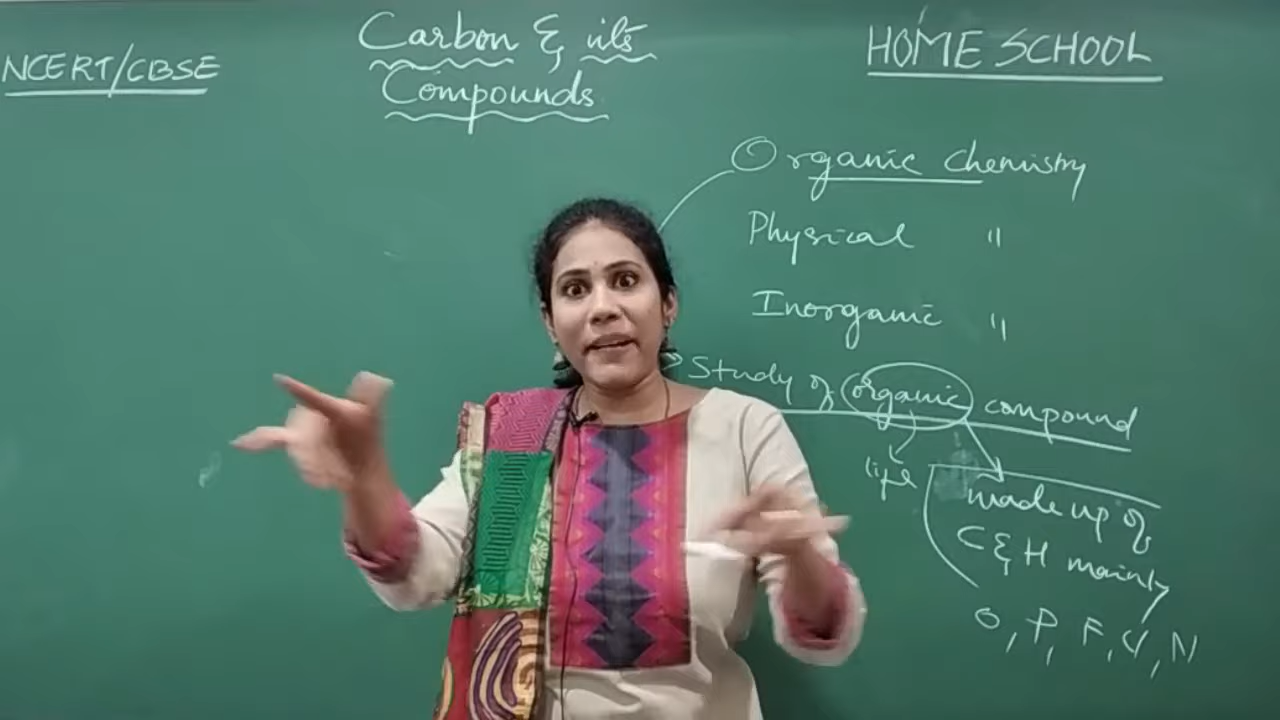 NCERT/CBSE
Carbon & its
Compounds
HOME SCHOOL
Organic Chemistry
Physical "
Inorganic "
Study of organic compound
life
made up of
C & H mainly
O, P, F, Cl, N